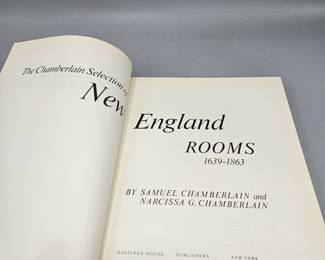 The Chamberlain Selection of
New England
ROOMS
1639-1863
BY SAMUEL CHAMBERLAIN and
NARCISSA G. CHAMBERLAIN
HASTINGS HOUSE, PUBLISHERS NEW YORK